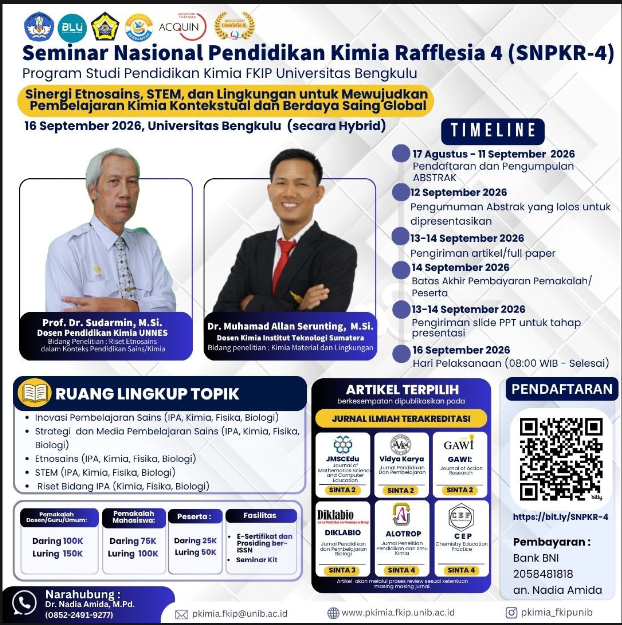 BLU
ACQUIN
Seminar Nasional Pendidikan Kimia Rafflesia 4 (SNPKR-4)
Program Studi Pendidikan Kimia FKIP Universitas Bengkulu
Sinergi Etnosains, STEM, dan Lingkungan untuk Mewujudkan
Pembelajaran Kimia Kontekstual dan Berdaya Saing Global
16 September 2026, Universitas Bengkulu (secara Hybrid)
TIMELINE
17 Agustus - 11 September 2026
Pendaftaran dan Pengumpulan
ABSTRAK
12 September 2026
Pengumuman Abstrak yang lolos untuk
dipresentasikan
13-14 September 2026
Pengiriman artikel/full paper
14 September 2026
Batas Akhir Pembayaran Pemakalah/
Peserta
13-14 September 2026
Pengiriman slide PPT untuk tahap
presentasi
16 September 2026
Hari Pelaksanaan (08:00 WIB - Selesai)
Prof. Dr. Sudarmin, M.Si.
Dosen Pendidikan Kimia UNNES
Bidang Penelitian : Riset Etnosains
dalam Konteks Pendidikan Sains/Kimia
Dr. Muhamad Allan Serunting, M.Si.
Dosen Kimia Institut Teknologi Sumatera
Bidang penelitian : Kimia Material dan Lingkungan
RUANG LINGKUP TOPIK
• Inovasi Pembelajaran Sains (IPA, Kimia, Fisika, Biologi)
• Strategi dan Media Pembelajaran Sains (IPA, Kimia, Fisika,
Biologi)
• Etnosains (IPA, Kimia, Fisika, Biologi)
• STEM (IPA, Kimia, Fisika, Biologi)
• Riset Bidang IPA (Kimia, Fisika, Biologi)
Pemakalah
Dosen/Guru/Umum:
Daring 100K
Luring 150K
Pemakalah
Mahasiswa:
Daring 75K
Luring 100K
Peserta :
Daring 25K
Luring 50K
Fasilitas
• E-Sertifikat dan
Prosiding ber-
ISSN
• Seminar Kit
ARTIKEL TERPILIH
berkesempatan dipublikasikan pada
JURNAL ILMIAH TERAKREDITASI
JMSCEdu
Journal of
Mathematics Science
and Computer
Education
SINTA 2
Vidya Karya
Jurnal Pendidikan
Dan Pembelajaran
SINTA 2
GAWI
GAWI:
Journal of Action
Research
SINTA 2
Diklabio
DIKLABIO
Jurnal Pendidikan
dan Pembelajaran
Biologi
SINTA 3
ALOTROP
Jurnal Penelitian
Pendidikan dan Ilmu
Kimia
SINTA 4
CEP
CEP
Chemistry Education
Practice
SINTA 4
Artikel akan melalui proses review sesuai ketentuan
masing masing jurnal
PENDAFTARAN
bitly
https://bit.ly/SNPKR-4
Pembayaran :
Bank BNI
2058481818
an. Nadia Amida
Narahubung :
Dr. Nadia Amida, M.Pd.
(0852-2491-9277)
pkimia.fkip@unib.ac.id
www.pkimia.fkip.unib.ac.id
pkimia_fkipunib